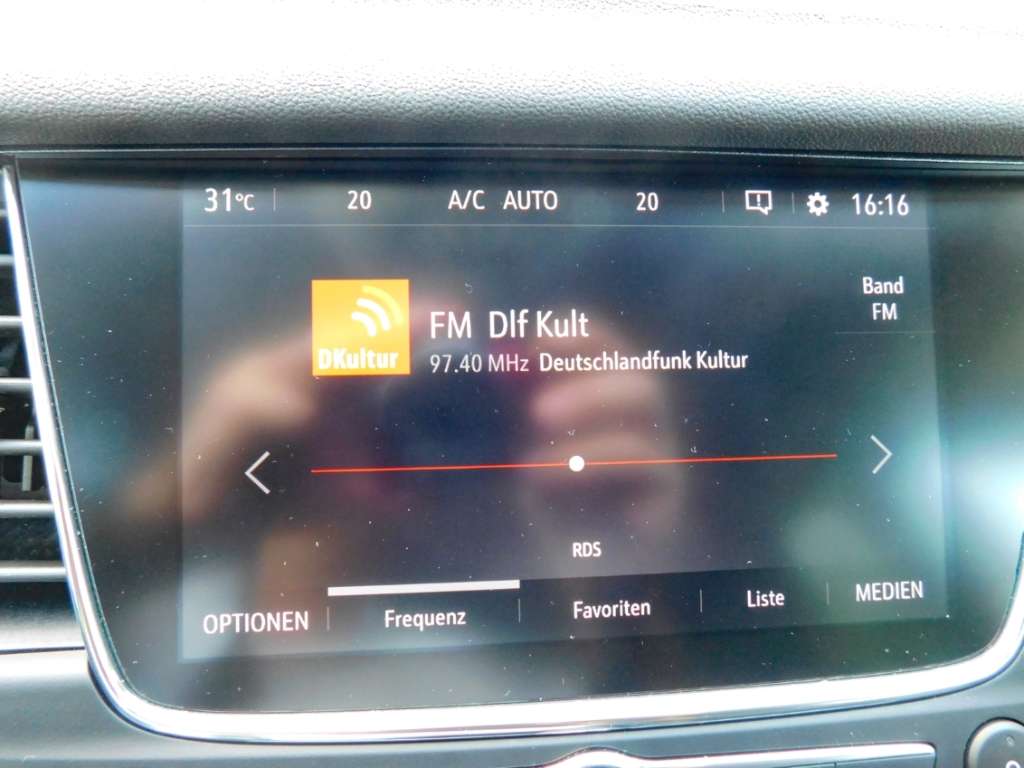 31°C 20 A/C AUTO 20 16:16
Band
FM
DKultur
FM Dlf Kult
97.40 MHz Deutschlandfunk Kultur
RDS
OPTIONEN Frequenz Favoriten Liste MEDIEN